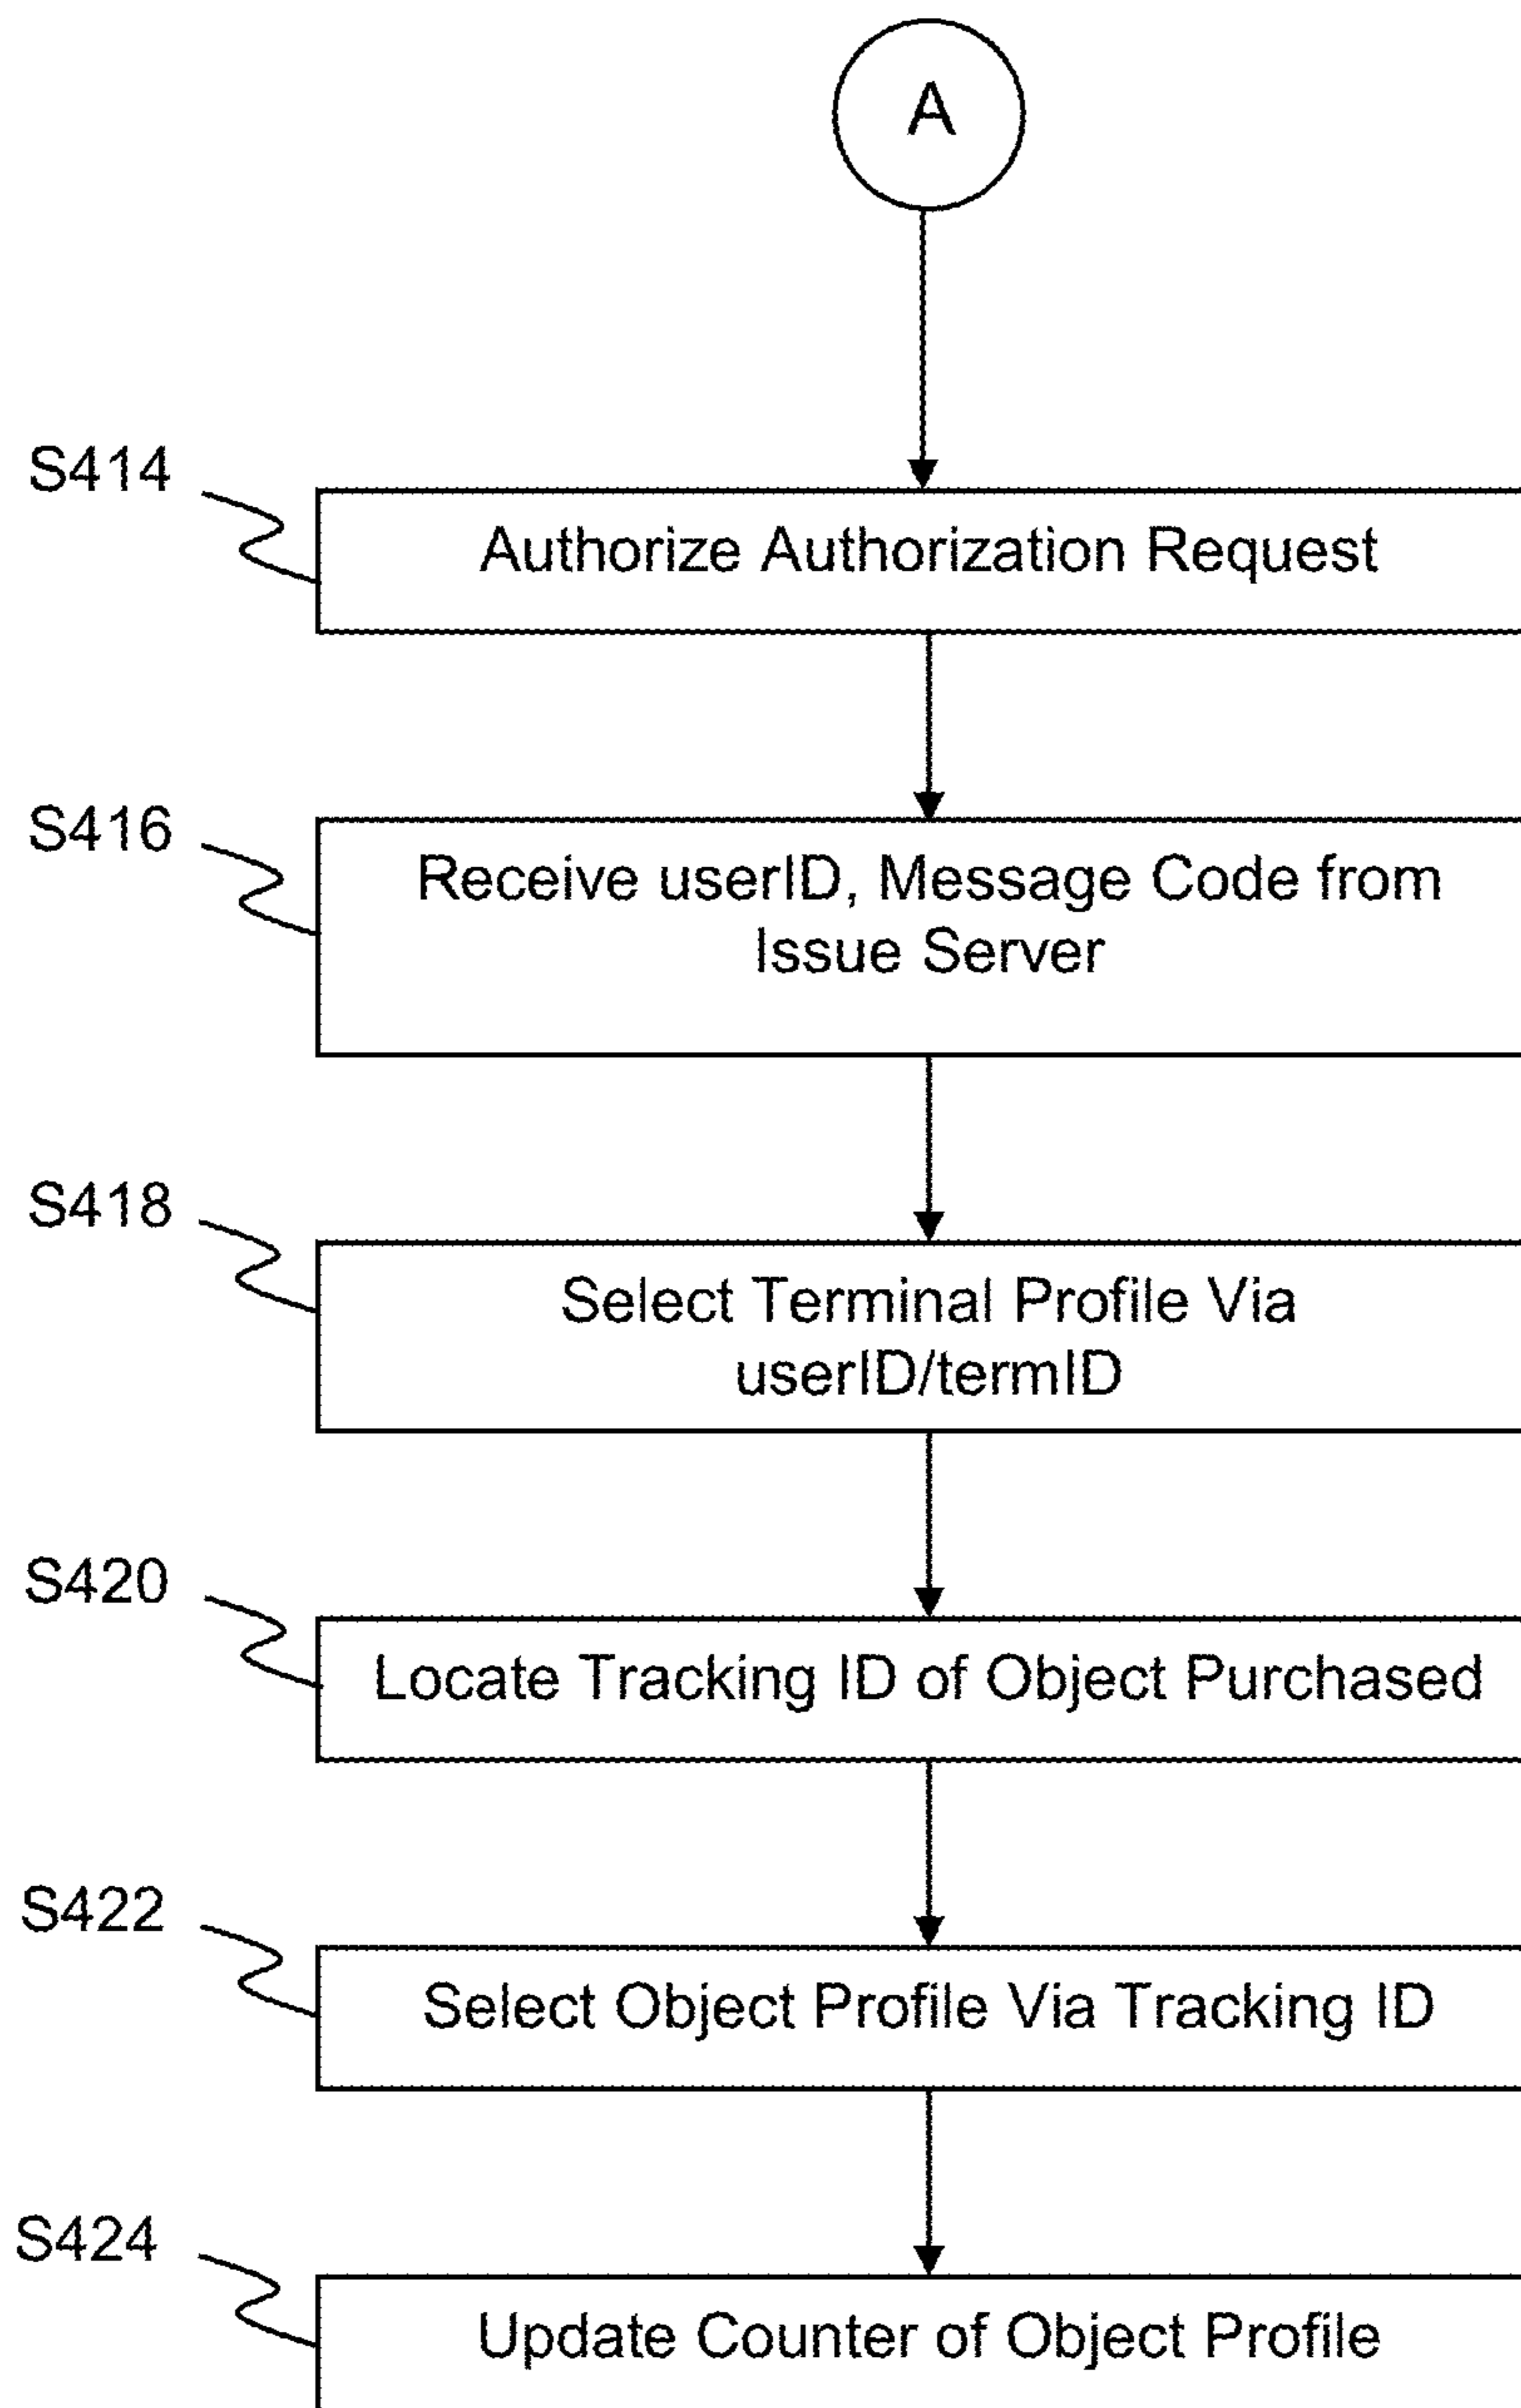 A
S414
Authorize Authorization Request
S416
Receive userID, Message Code from
Issue Server
S418
Select Terminal Profile Via
userID/termID
S420
Locate Tracking ID of Object Purchased
S422
Select Object Profile Via Tracking ID
S424
Update Counter of Object Profile